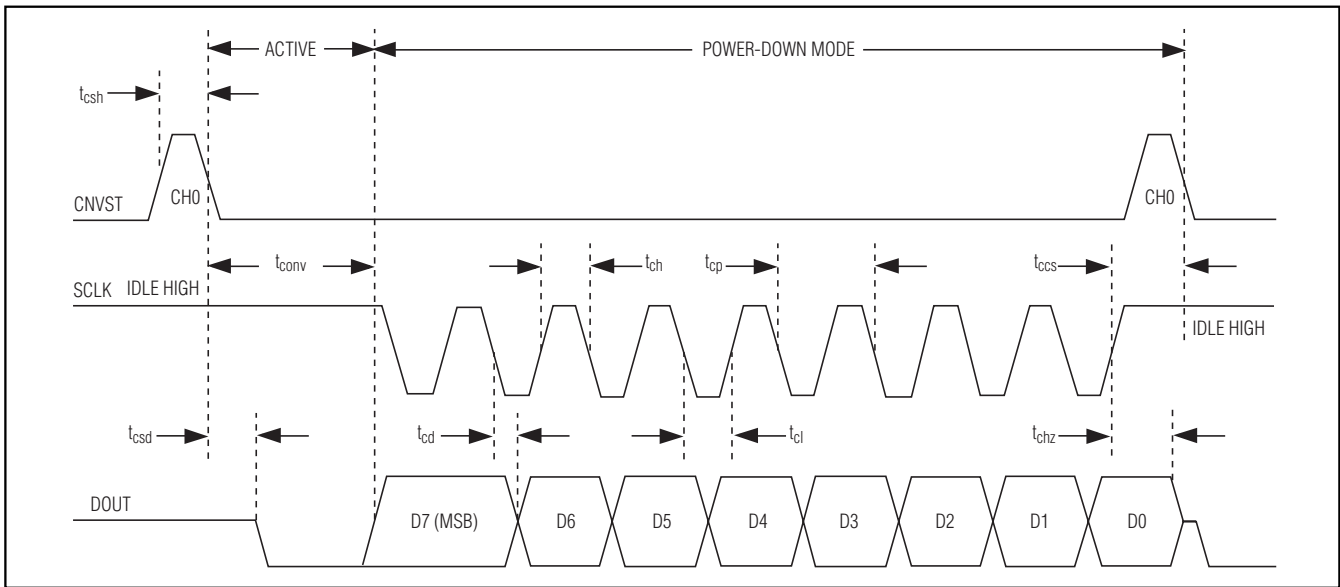 ACTIVE
POWER-DOWN MODE
tcsh
CNVST
CH0
CH0
tconv
tch
tcp
tccs
SCLK IDLE HIGH
IDLE HIGH
tcsd
tcd
tcl
tchz
DOUT
D7 (MSB)
D6
D5
D4
D3
D2
D1
D0